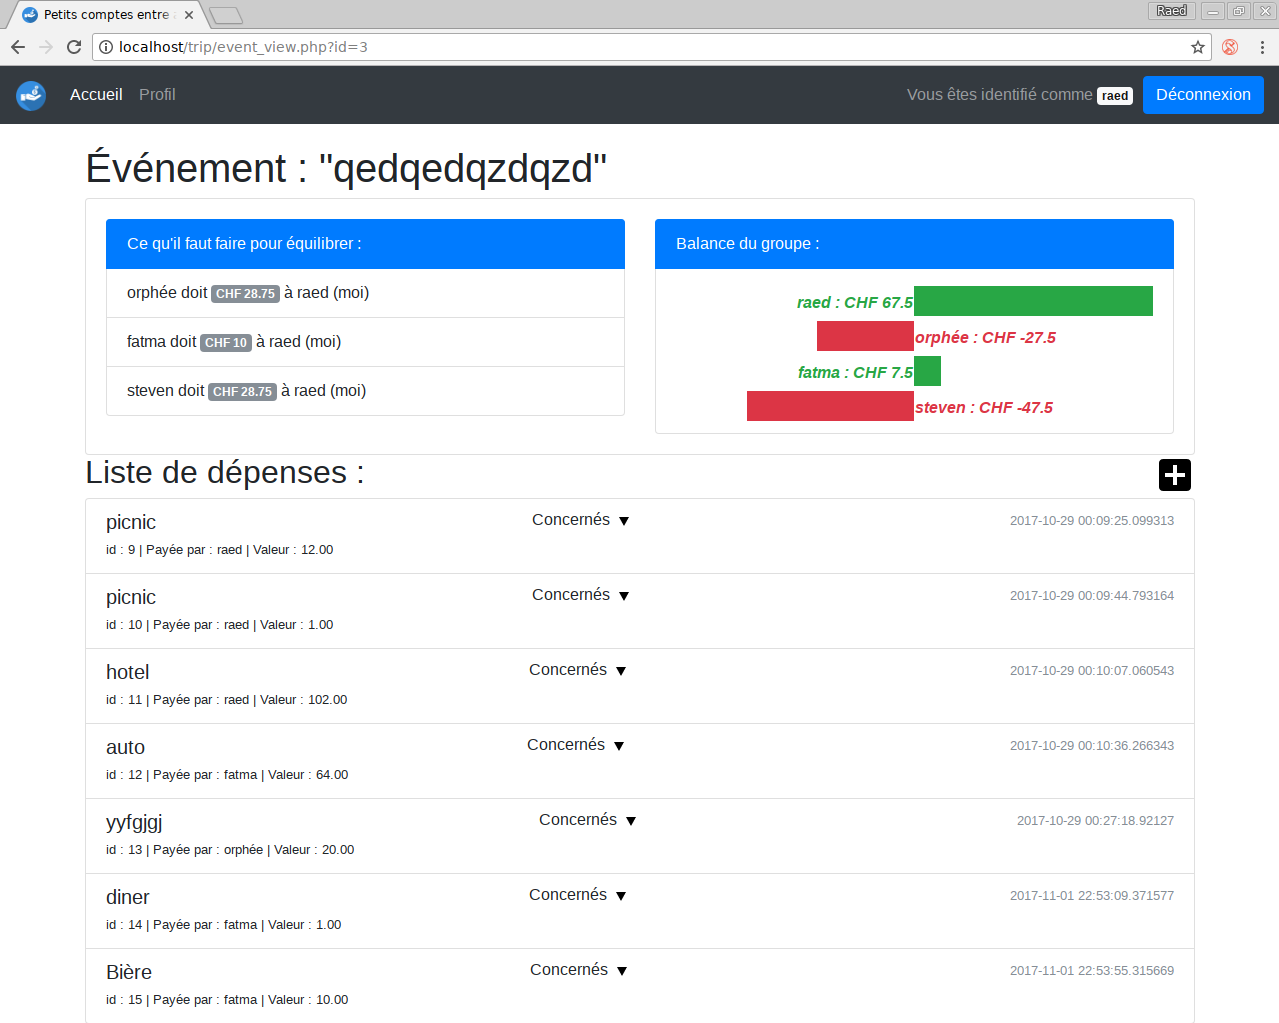 Petits comptes entre a
Raed
localhost/trip/event_view.php?id=3
Accueil Profil Vous êtes identifié comme raed Déconnexion
Événement : "qedqedqzdqzd"
Ce qu'il faut faire pour équilibrer :
orphée doit CHF 28.75 à raed (moi)
fatma doit CHF 10 à raed (moi)
steven doit CHF 28.75 à raed (moi)
Balance du groupe :
raed : CHF 67.5
orphée : CHF -27.5
fatma : CHF 7.5
steven : CHF -47.5
Liste de dépenses :
picnic Concernés ▼ 2017-10-29 00:09:25.099313
id : 9 | Payée par : raed | Valeur : 12.00
picnic Concernés ▼ 2017-10-29 00:09:44.793164
id : 10 | Payée par : raed | Valeur : 1.00
hotel Concernés ▼ 2017-10-29 00:10:07.060543
id : 11 | Payée par : raed | Valeur : 102.00
auto Concernés ▼ 2017-10-29 00:10:36.266343
id : 12 | Payée par : fatma | Valeur : 64.00
yyfgjgj Concernés ▼ 2017-10-29 00:27:18.92127
id : 13 | Payée par : orphée | Valeur : 20.00
diner Concernés ▼ 2017-11-01 22:53:09.371577
id : 14 | Payée par : fatma | Valeur : 1.00
Bière Concernés ▼ 2017-11-01 22:53:55.315669
id : 15 | Payée par : fatma | Valeur : 10.00